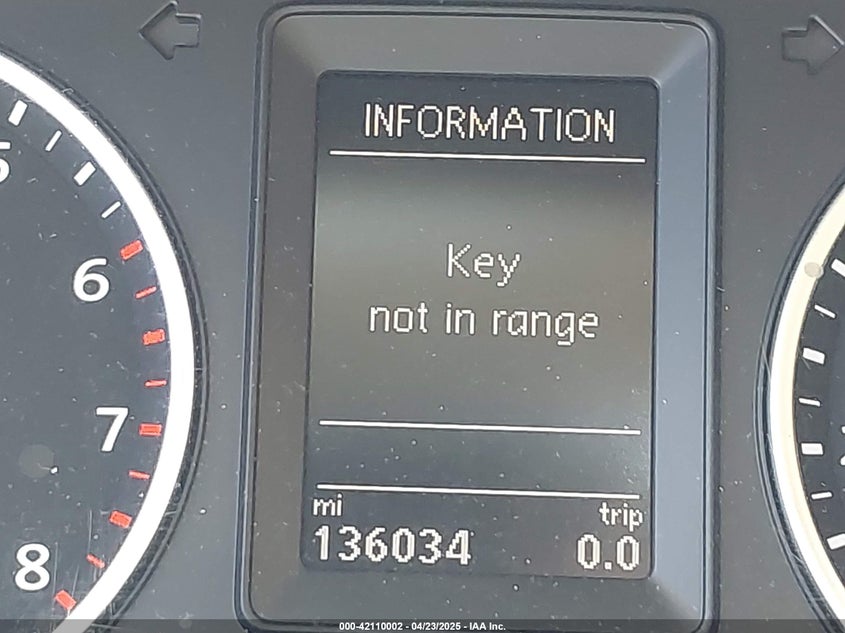 INFORMATION
Key
not in range
mi
trip
136034
0.0
5
6
7
8
000-42110002 - 04/23/2025 - IAA Inc.